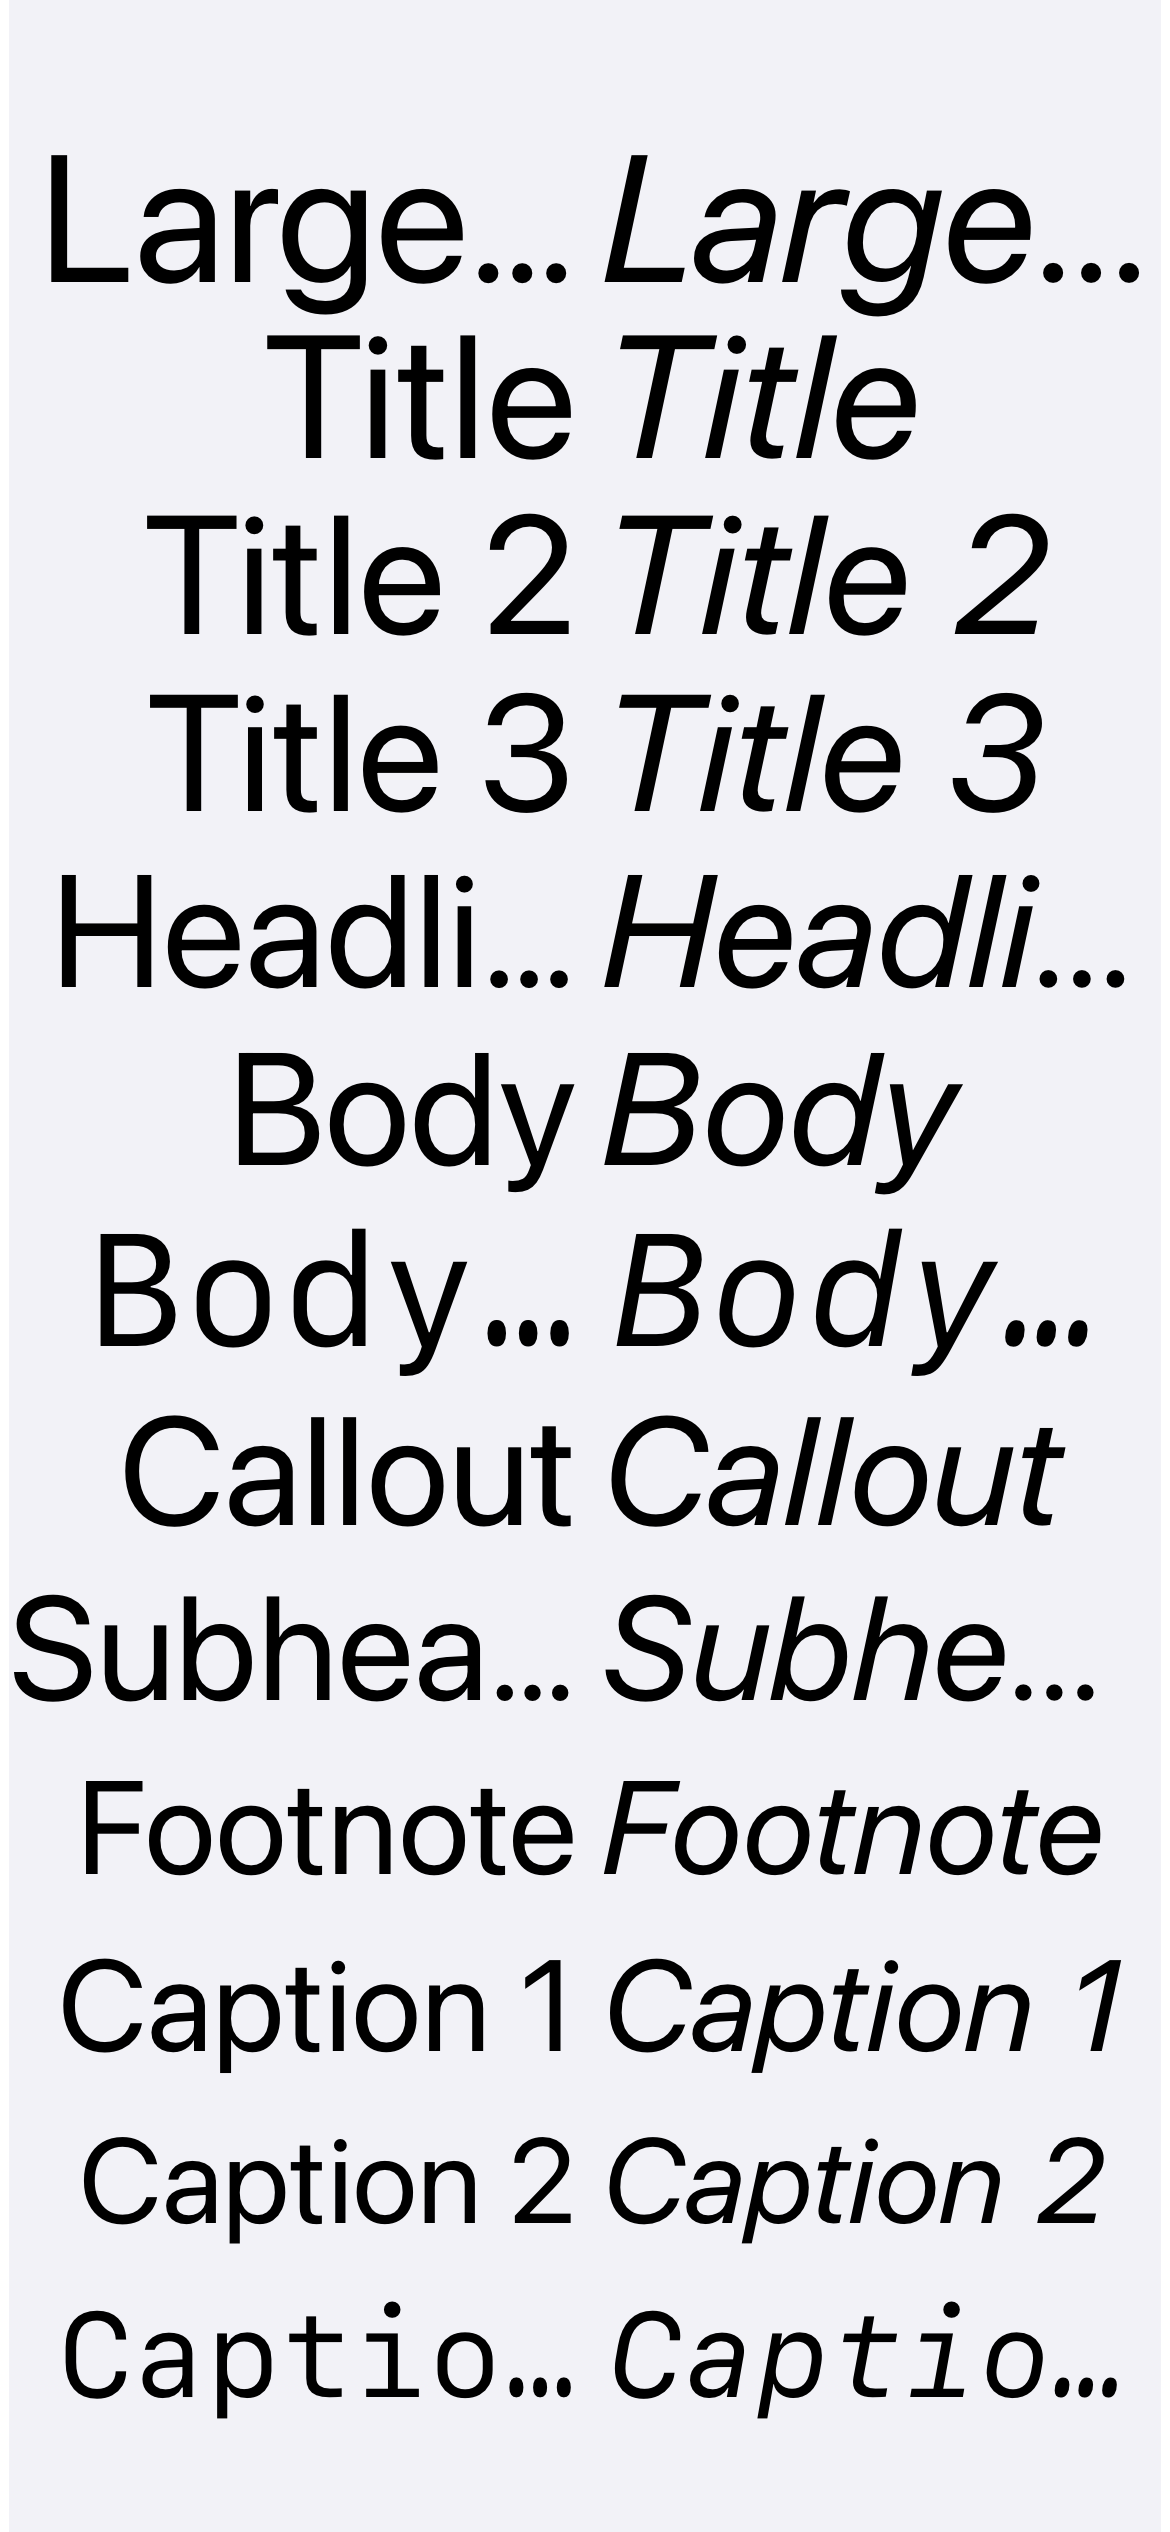 Large… Large…
Title Title
Title 2 Title 2
Title 3 Title 3
Headli… Headli…
Body Body
Body… Body…
Callout Callout
Subhea… Subhe…
Footnote Footnote
Caption 1 Caption 1
Caption 2 Caption 2
Captio… Captio…